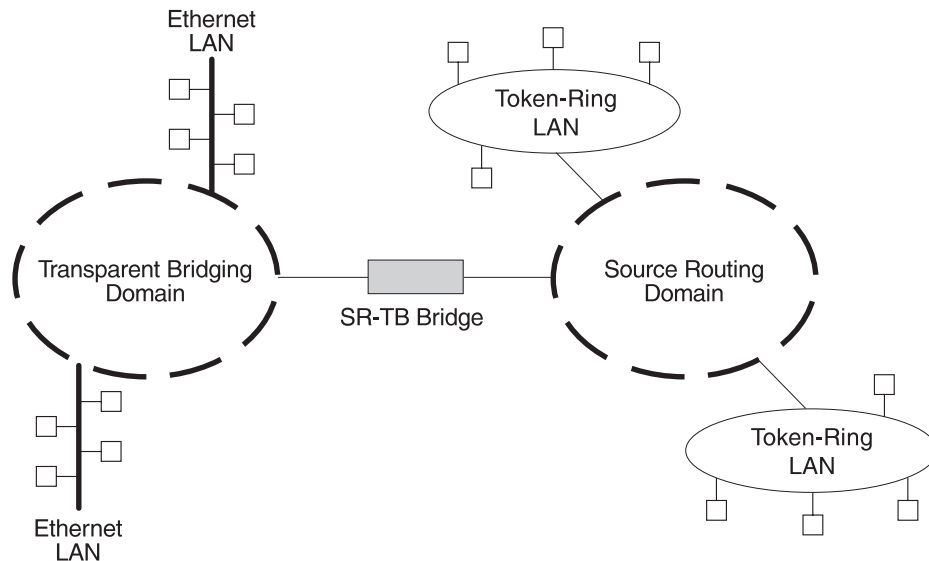 Ethernet
LAN
Token-Ring
LAN
Transparent Bridging
Domain
SR-TB Bridge
Source Routing
Domain
Token-Ring
LAN
Ethernet
LAN